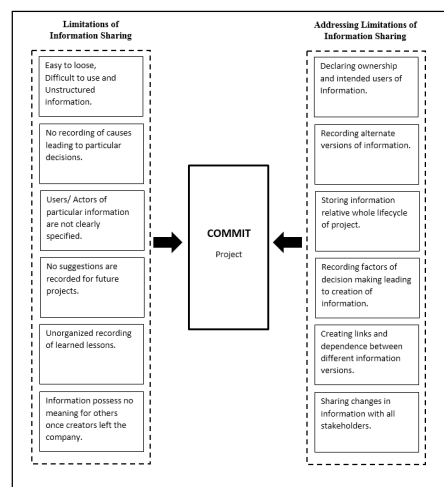 Limitations of
Information Sharing
Easy to loose,
Difficult to use and
Unstructured
information.
No recording of causes
leading to particular
decisions.
Users/ Actors of
particular information
are not clearly
specified.
No suggestions are
recorded for future
projects.
Unorganized recording
of learned lessons.
Information possess no
meaning for others
once creators left the
company.
COMMIT
Project
Addressing Limitations of
Information Sharing
Declaring ownership
and intended users of
Information.
Recording alternate
versions of information.
Storing information
relative whole lifecycle
of project.
Recording factors of
decision making leading
to creation of
information.
Creating links and
dependence between
different information
versions.
Sharing changes in
information with all
stakeholders.